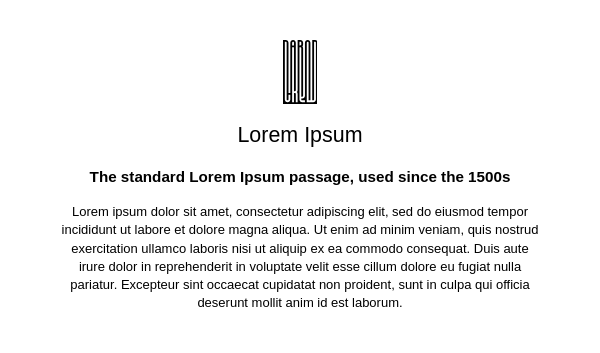 Lorem Ipsum
The standard Lorem Ipsum passage, used since the 1500s
Lorem ipsum dolor sit amet, consectetur adipiscing elit, sed do eiusmod tempor
incididunt ut labore et dolore magna aliqua. Ut enim ad minim veniam, quis nostrud
exercitation ullamco laboris nisi ut aliquip ex ea commodo consequat. Duis aute
irure dolor in reprehenderit in voluptate velit esse cillum dolore eu fugiat nulla
pariatur. Excepteur sint occaecat cupidatat non proident, sunt in culpa qui officia
deserunt mollit anim id est laborum.